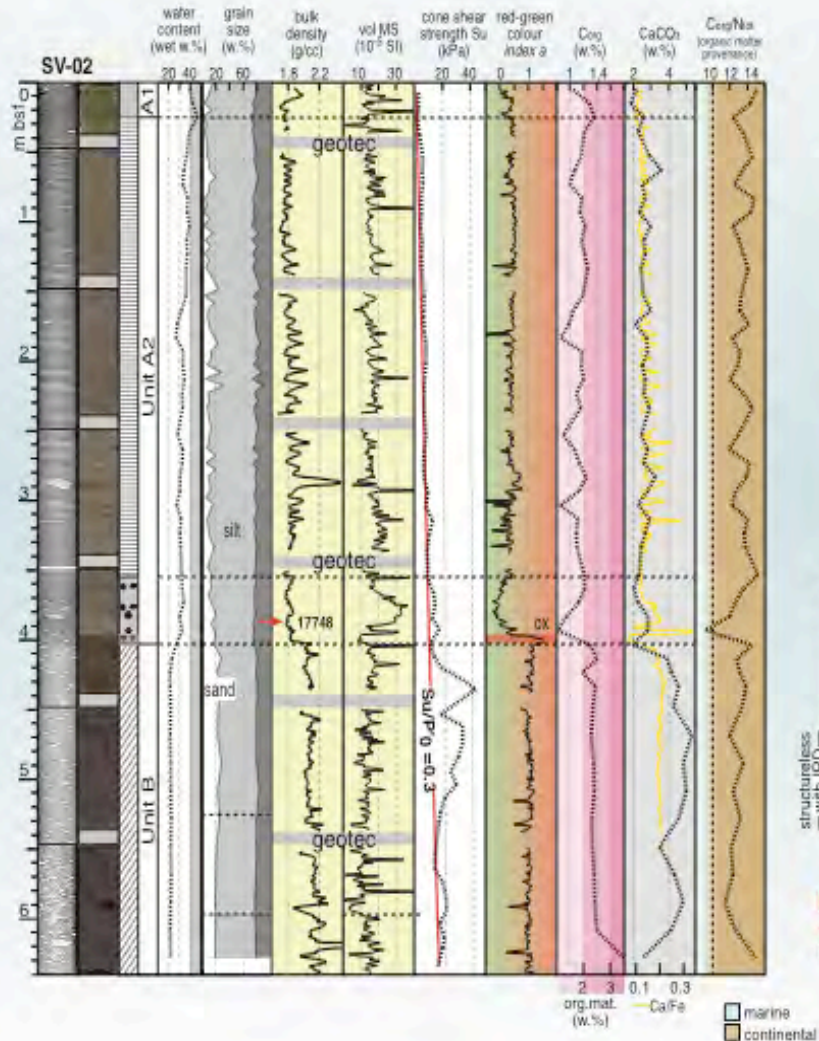 water
content
(wet w.%)
grain
size
(w.%)
bulk
density
(g/cc)
vol MS
(10⁻⁵ SI)
cone shear
strength Su
(kPa)
red-green
colour
index a
Corg
(w.%)
CaCO₃
(w.%)
(organic matter
provenance)
SV-02
20 40
20 60
1.6 2.2
10 30
20 40
0 1
1 1.4
2 4
10 12 14
0
m bsf
1
2
3
4
5
6
A1
Unit A2
Unit B
silt
sand
geotec
geotec
geotec
17748
cx
Su/P'0=0.3
2 3
org.mat.
(w.%)
0.1 0.3
Ca/Fe
structureless
marine
continental